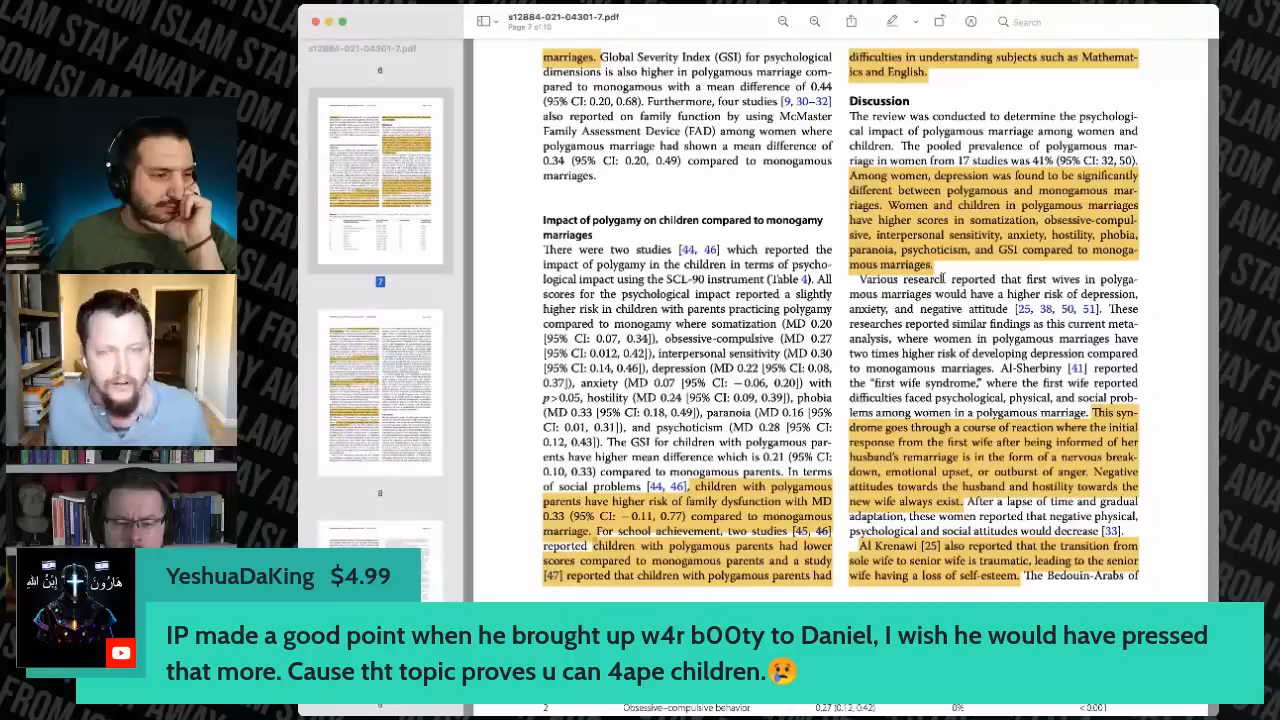 s12884-021-04301-7.pdf
Page 7 of 15
Search
s12884-021-04301-7.pdf
6
7
8
marriages. Global Severity Index (GSI) for psychological
dimensions is also higher in polygamous marriage com-
pared to monogamous with a mean difference of 0.44
(95% CI: 0.20, 0.68). Furthermore, four studies [9, 30–32]
also reported on family function by using McMaster
Family Assessment Device (FAD) among women where
polygamous marriage had shown a mean difference of
0.34 (95% CI: 0.20, 0.49) compared to monogamous
marriages.
Impact of polygamy on children compared to monogamy
marriages
There were two studies [44, 46] which reported the
impact of polygamy in the children in terms of psycho-
logical impact using the SCL-90 instrument (Table 4). All
scores for the psychological impact reported a slightly
higher risk in children with parents practicing polygamy
compared to monogamy where somatization (MD
[95% CI: 0.07, 0.34]), obsessive-compulsive (MD 0.27
[95% CI: 0.012, 0.42]), interpersonal sensitivity (MD 0.30
[95% CI: 0.14, 0.46]), depression (MD 0.22 [95% CI: 0.08,
0.37]), anxiety (MD 0.07 [95% CI: −0.06, 0.20]) with
p > 0.05, hostility (MD 0.24 [95% CI: 0.09, 0.39]), phobia
(MD 0.33 [95% CI: 0.18, 0.49]), paranoia (MD 0.16 [95%
CI: 0.01, 0.31]), and psychoticism (MD 0.28 [95% CI:
0.12, 0.43]). The GSI for children with polygamous par-
ents have higher mean difference which is 0.21 (95% CI:
0.10, 0.33) compared to monogamous parents. In terms
of social problems [44, 46], children with polygamous
parents have higher risk of family dysfunction with MD
0.33 (95% CI: −0.11, 0.77) compared to monogamous
marriage. For school achievement, two studies [45, 46]
reported children with polygamous parents had lower
scores compared to monogamous parents and a study
[47] reported that children with polygamous parents had
difficulties in understanding subjects such as Mathemat-
ics and English.
Discussion
The review was conducted to determine the psychologi-
cal impact of polygamous marriage among women and
children. The pooled prevalence of polygamous mar-
riage in women from 17 studies was 41% (95% CI: 32, 50).
Among women, depression was found to be significantly
different between polygamous and monogamous mar-
riages. Women and children in polygamous marriages
have higher scores in somatization, obsessive-compul-
sive, interpersonal sensitivity, anxiety, hostility, phobia,
paranoia, psychoticism, and GSI compared to monoga-
mous marriages.
Various research reported that first wives in polyga-
mous marriages would have a higher risk of depression,
anxiety, and negative attitude [25, 38, 50, 51]. These
researches reported similar findings as this current meta-
analysis, where women in polygamous marriages have
two times higher risk of developing depression compared
to monogamous marriages. Al-Sherbiny [41] reported
the “first wife syndrome,” where the first wife reported
difficulties faced psychological, physical, and social prob-
lems among women in a polygamous marriage. This syn-
drome goes through a course of reaction where the initial
response from the first wife after being informed of her
husband's remarriage is in the form of a nervous break-
down, emotional upset, or outburst of anger. Negative
attitudes towards the husband and hostility towards the
new wife always exist. After a lapse of time and gradual
adaptation, these women reported that negative physical,
psychological and social attitudes would decrease [33].
Al Krenawi [25] also reported that the transition from
sole wife to senior wife is traumatic, leading to the senior
wife having a loss of self-esteem. The Bedouin-Arabs of
هَارُونَ
اِبْنُ اللّٰه
YeshuaDaKing $4.99
IP made a good point when he brought up w4r b00ty to Daniel, I wish he would have pressed
that more. Cause tht topic proves u can 4ape children.😢
2 Obsessive–compulsive behavior 0.27 (0.12, 0.42) 0% < 0.001